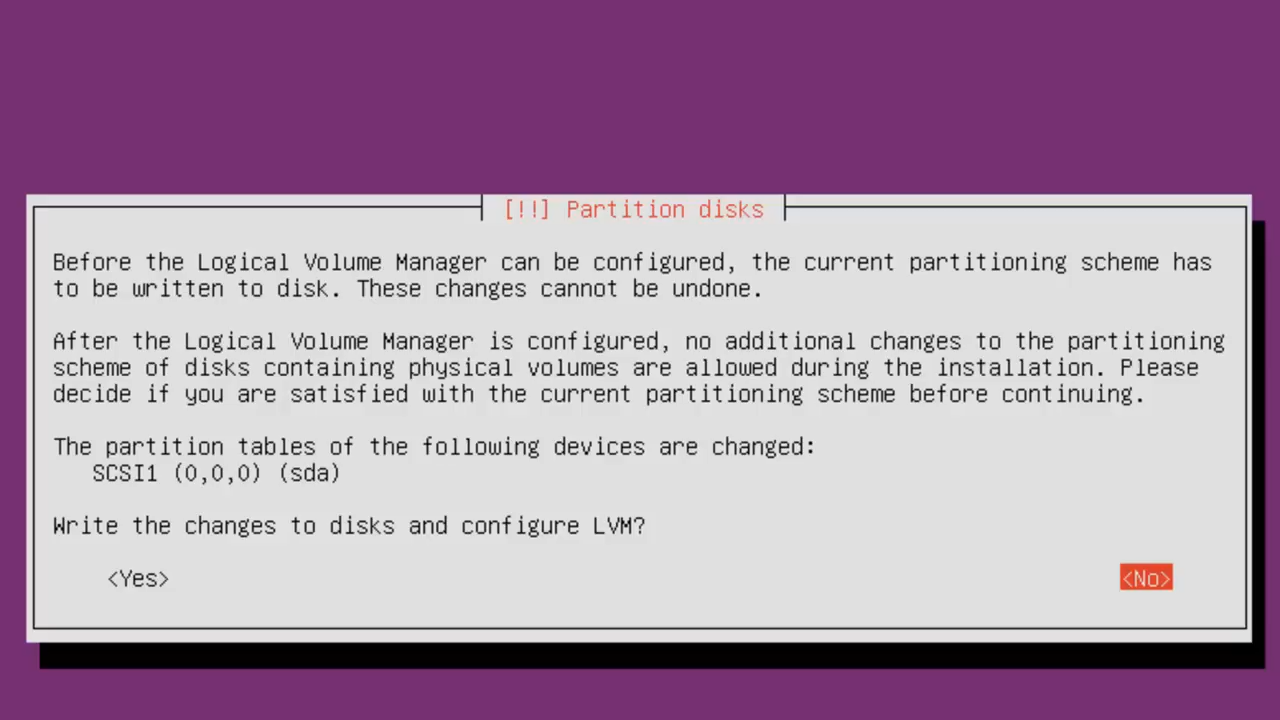 [!!] Partition disks
Before the Logical Volume Manager can be configured, the current partitioning scheme has
to be written to disk. These changes cannot be undone.
After the Logical Volume Manager is configured, no additional changes to the partitioning
scheme of disks containing physical volumes are allowed during the installation. Please
decide if you are satisfied with the current partitioning scheme before continuing.
The partition tables of the following devices are changed:
SCSI1 (0,0,0) (sda)
Write the changes to disks and configure LVM?
<Yes> <No>